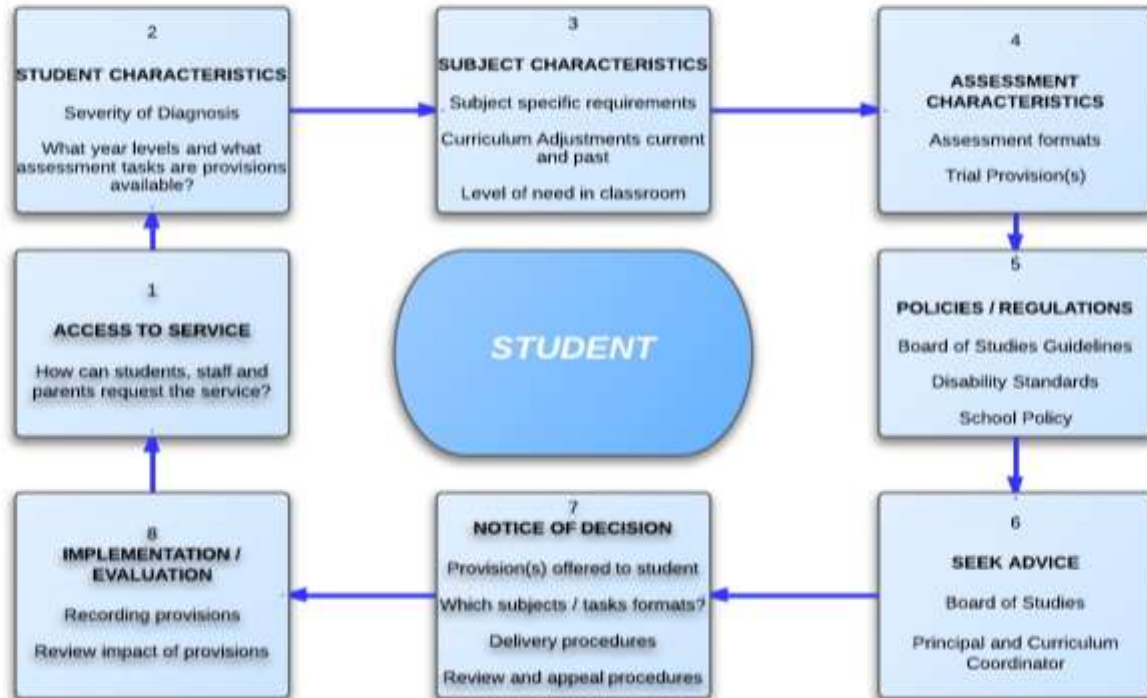 2
STUDENT CHARACTERISTICS
Severity of Diagnosis
What year levels and what
assessment tasks are provisions
available?
3
SUBJECT CHARACTERISTICS
Subject specific requirements
Curriculum Adjustments current
and past
Level of need in classroom
4
ASSESSMENT
CHARACTERISTICS
Assessment formats
Trial Provision(s)
1
ACCESS TO SERVICE
How can students, staff and
parents request the service?
STUDENT
5
POLICIES / REGULATIONS
Board of Studies Guidelines
Disability Standards
School Policy
8
IMPLEMENTATION /
EVALUATION
Recording provisions
Review impact of provisions
7
NOTICE OF DECISION
Provision(s) offered to student
Which subjects / tasks formats?
Delivery procedures
Review and appeal procedures
6
SEEK ADVICE
Board of Studies
Principal and Curriculum
Coordinator